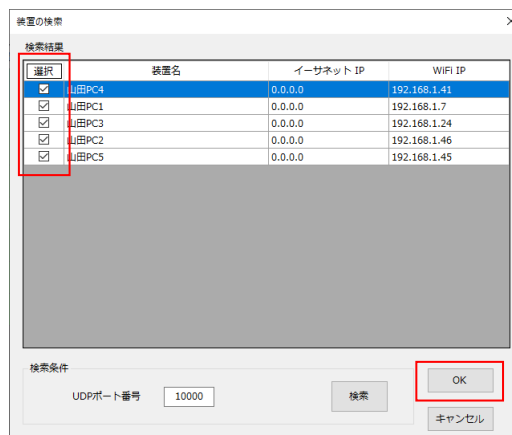 装置の検索
検索結果
選択 装置名 イーサネット IP WiFi IP
山田PC4 0.0.0.0 192.168.1.41
山田PC1 0.0.0.0 192.168.1.7
山田PC3 0.0.0.0 192.168.1.24
山田PC2 0.0.0.0 192.168.1.46
山田PC5 0.0.0.0 192.168.1.45
検索条件
UDPポート番号 10000 検索
OK
キャンセル